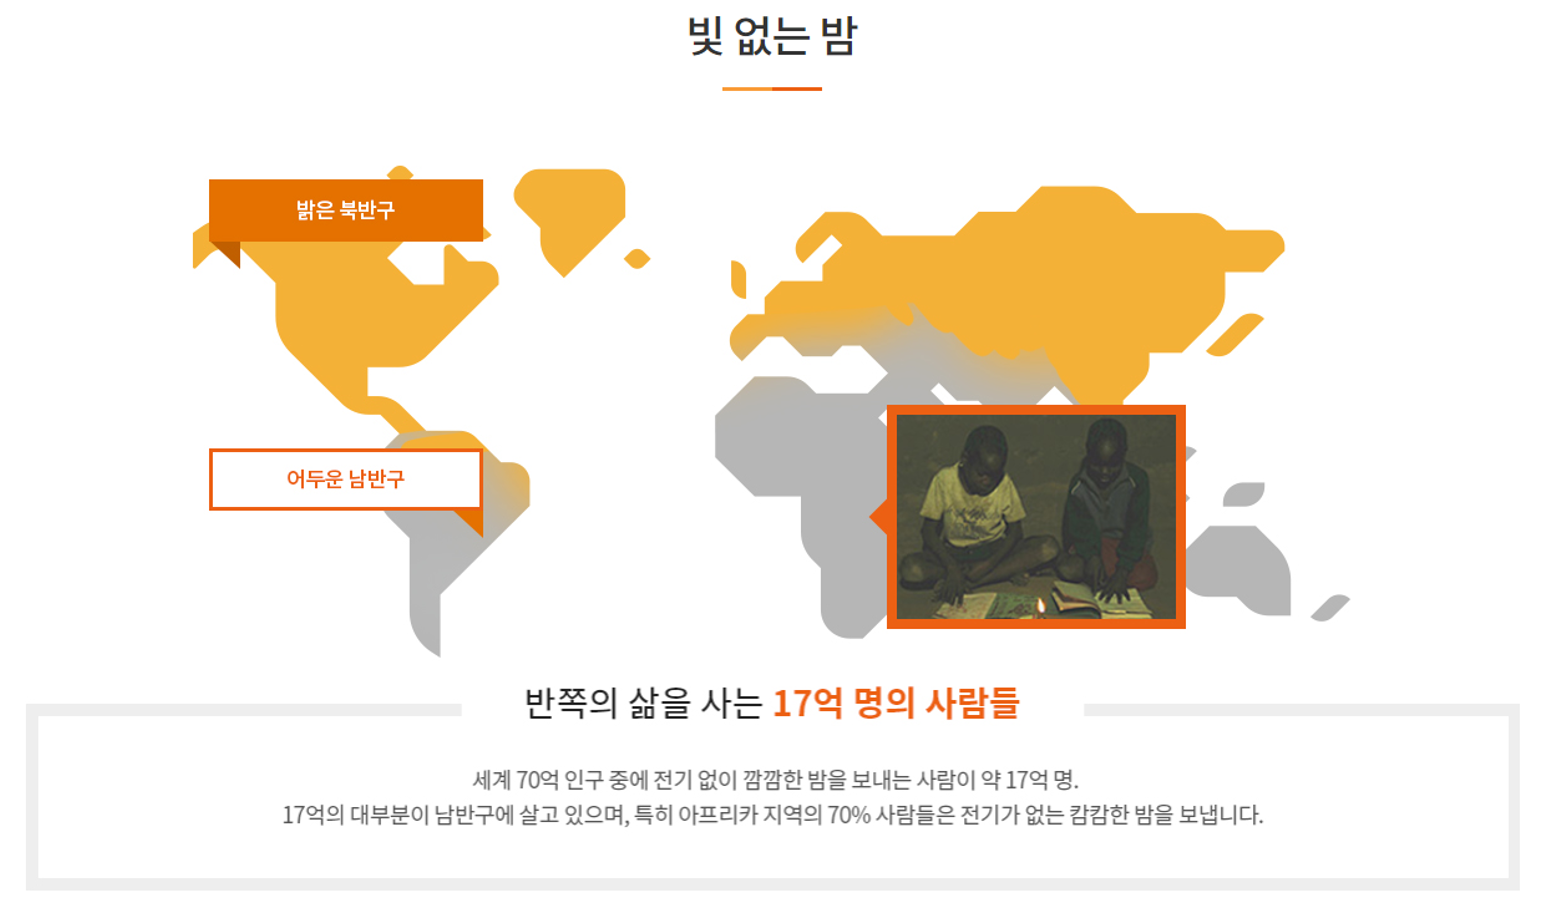 빛 없는 밤
밝은 북반구
어두운 남반구
반쪽의 삶을 사는 17억 명의 사람들
세계 70억 인구 중에 전기 없이 깜깜한 밤을 보내는 사람이 약 17억 명.
17억의 대부분이 남반구에 살고 있으며, 특히 아프리카 지역의 70% 사람들은 전기가 없는 캄캄한 밤을 보냅니다.